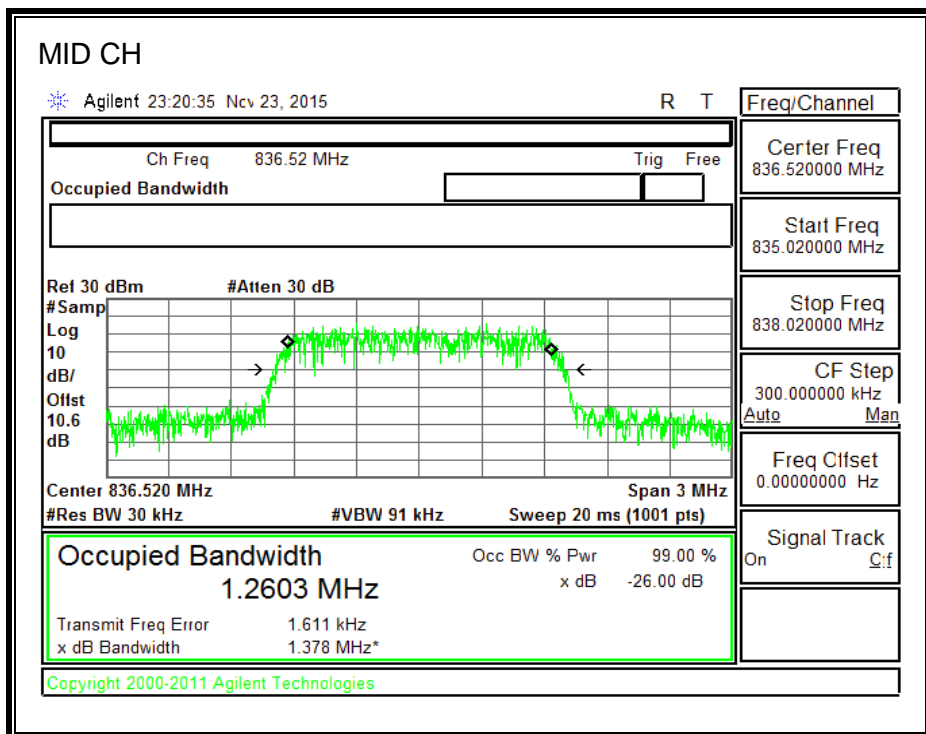 MID CH
Agilent 23:20:35 Nov 23, 2015 R T
Freq/Channel
Ch Freq 836.52 MHz Trig Free
Occupied Bandwidth
Center Freq
836.520000 MHz
Start Freq
835.020000 MHz
Stop Freq
838.020000 MHz
CF Step
300.000000 kHz
Auto Man
Freq Offset
0.00000000 Hz
Signal Track
On Off
Ref 30 dBm #Atten 30 dB
#Samp
Log
10
dB/
Offst
10.6
dB
Center 836.520 MHz Span 3 MHz
#Res BW 30 kHz #VBW 91 kHz Sweep 20 ms (1001 pts)
Occupied Bandwidth
1.2603 MHz
Occ BW % Pwr 99.00 %
x dB -26.00 dB
Transmit Freq Error 1.611 kHz
x dB Bandwidth 1.378 MHz*
Copyright 2000-2011 Agilent Technologies